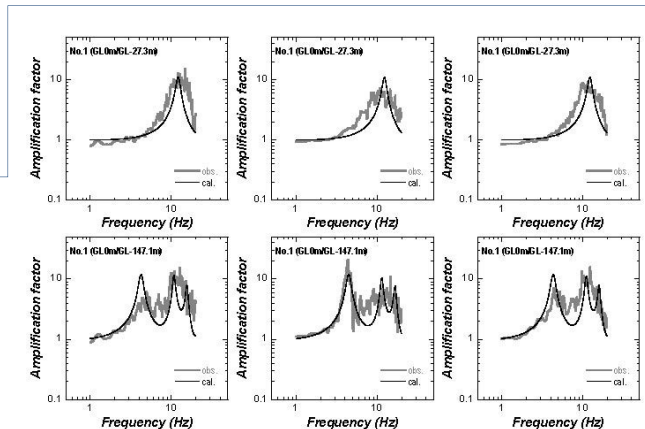 No.1 (GL0m/GL-27.3m)
Amplification factor
10
1
0.1
obs.
cal.
1
10
Frequency (Hz)
No.1 (GL0m/GL-27.3m)
Amplification factor
10
1
0.1
obs.
cal.
1
10
Frequency (Hz)
No.1 (GL0m/GL-27.3m)
Amplification factor
10
1
0.1
obs.
cal.
1
10
Frequency (Hz)
No.1 (GL0m/GL-147.1m)
Amplification factor
10
1
0.1
obs.
cal.
1
10
Frequency (Hz)
No.1 (GL0m/GL-147.1m)
Amplification factor
10
1
0.1
obs.
cal.
1
10
Frequency (Hz)
No.1 (GL0m/GL-147.1m)
Amplification factor
10
1
0.1
obs.
cal.
1
10
Frequency (Hz)